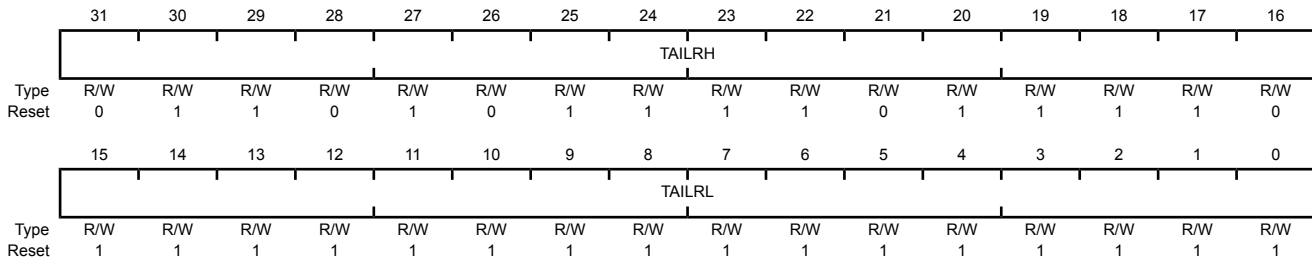 31 30 29 28 27 26 25 24 23 22 21 20 19 18 17 16
TAILRH
Type R/W R/W R/W R/W R/W R/W R/W R/W R/W R/W R/W R/W R/W R/W R/W R/W
Reset 0 1 1 0 1 0 1 1 1 1 0 1 1 1 1 0
15 14 13 12 11 10 9 8 7 6 5 4 3 2 1 0
TAILRL
Type R/W R/W R/W R/W R/W R/W R/W R/W R/W R/W R/W R/W R/W R/W R/W R/W
Reset 1 1 1 1 1 1 1 1 1 1 1 1 1 1 1 1